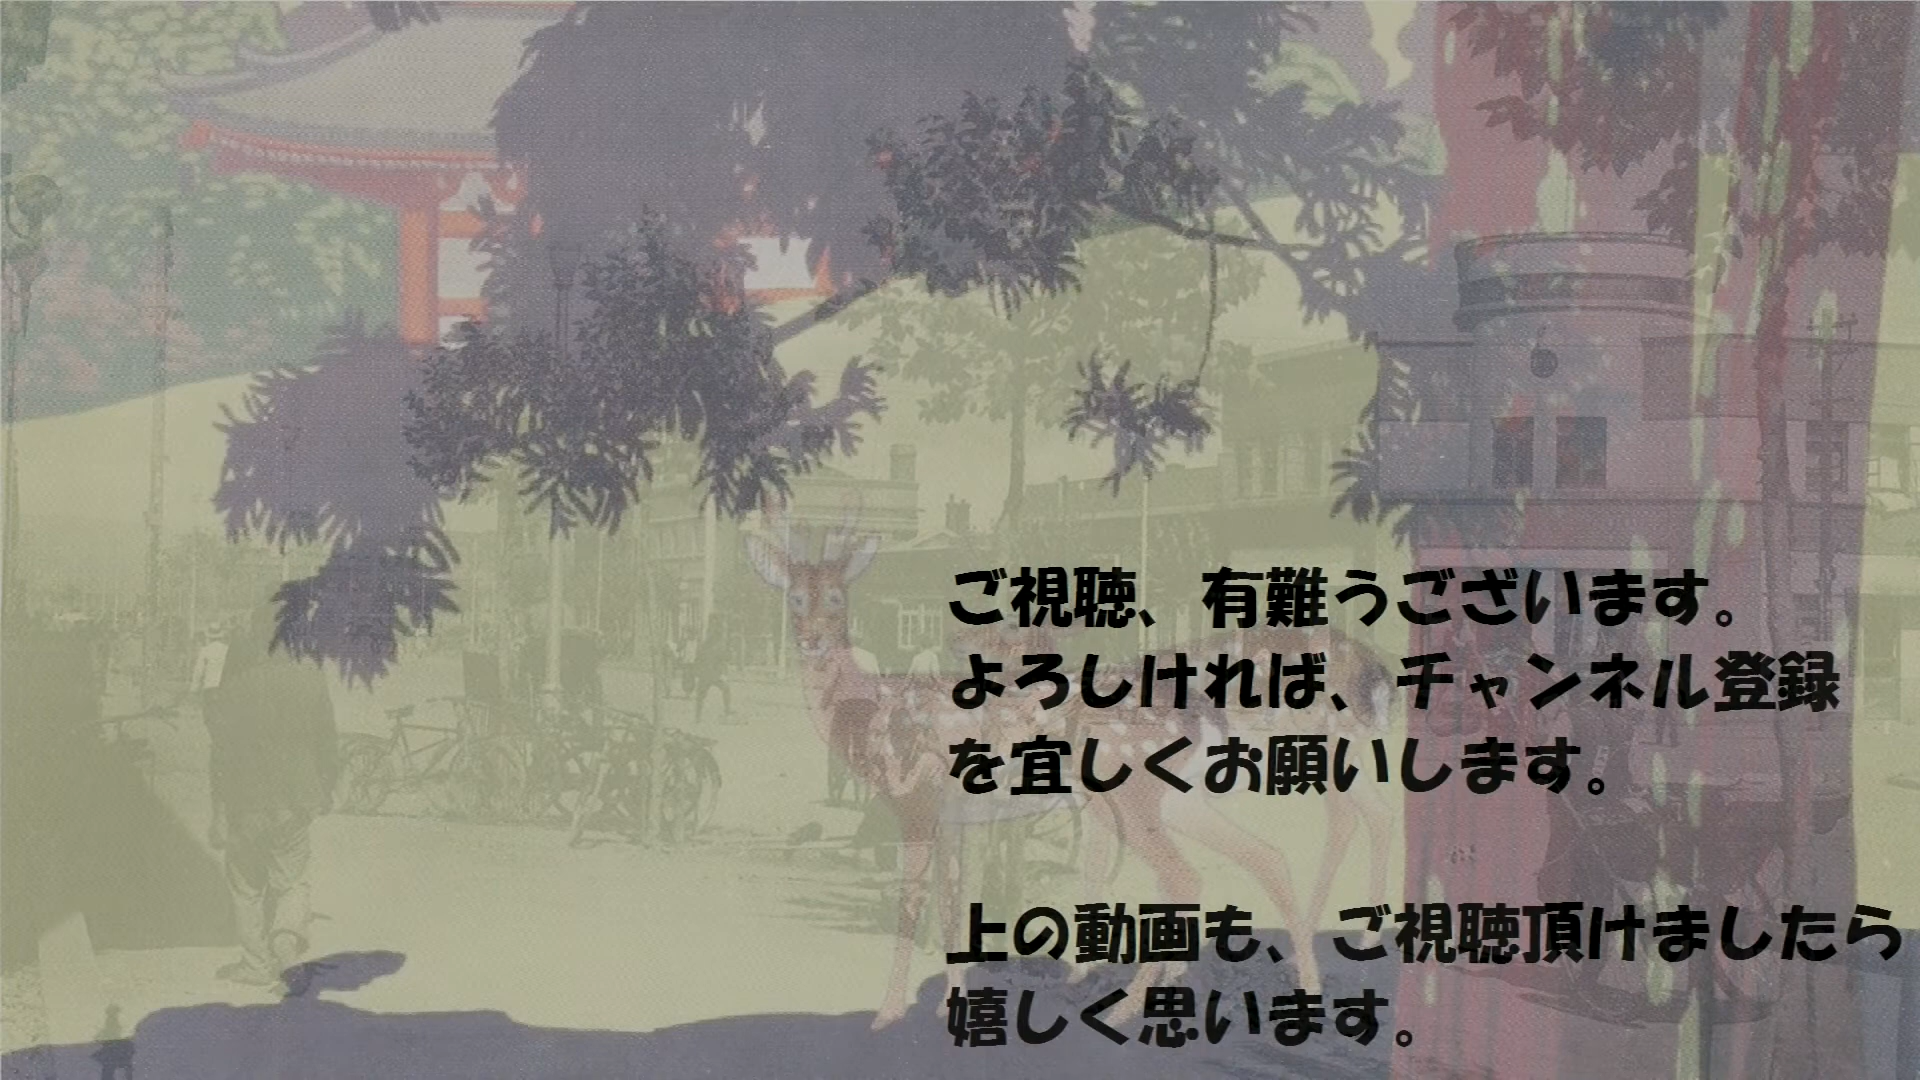 ご視聴、有難うございます。
よろしければ、チャンネル登録
を宜しくお願いします。
上の動画も、ご視聴頂けましたら
嬉しく思います。